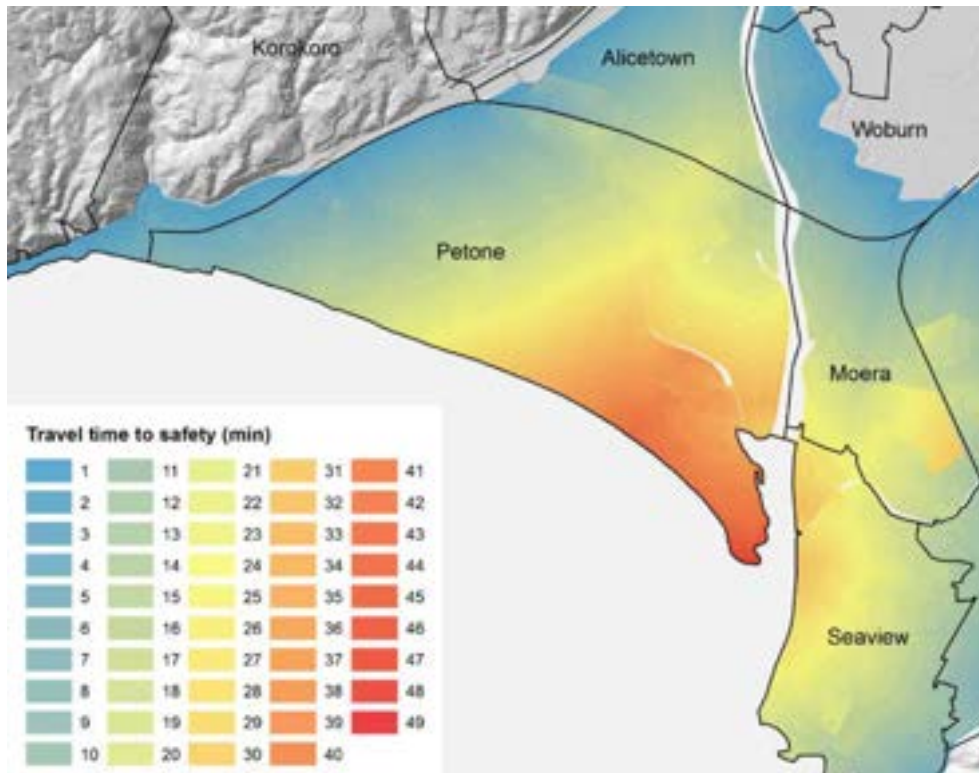 Korokoro
Alicetown
Woburn
Petone
Moera
Seaview
Travel time to safety (min)
1 11 21 31 41
2 12 22 32 42
3 13 23 33 43
4 14 24 34 44
5 15 25 35 45
6 16 26 36 46
7 17 27 37 47
8 18 28 38 48
9 19 29 39 49
10 20 30 40